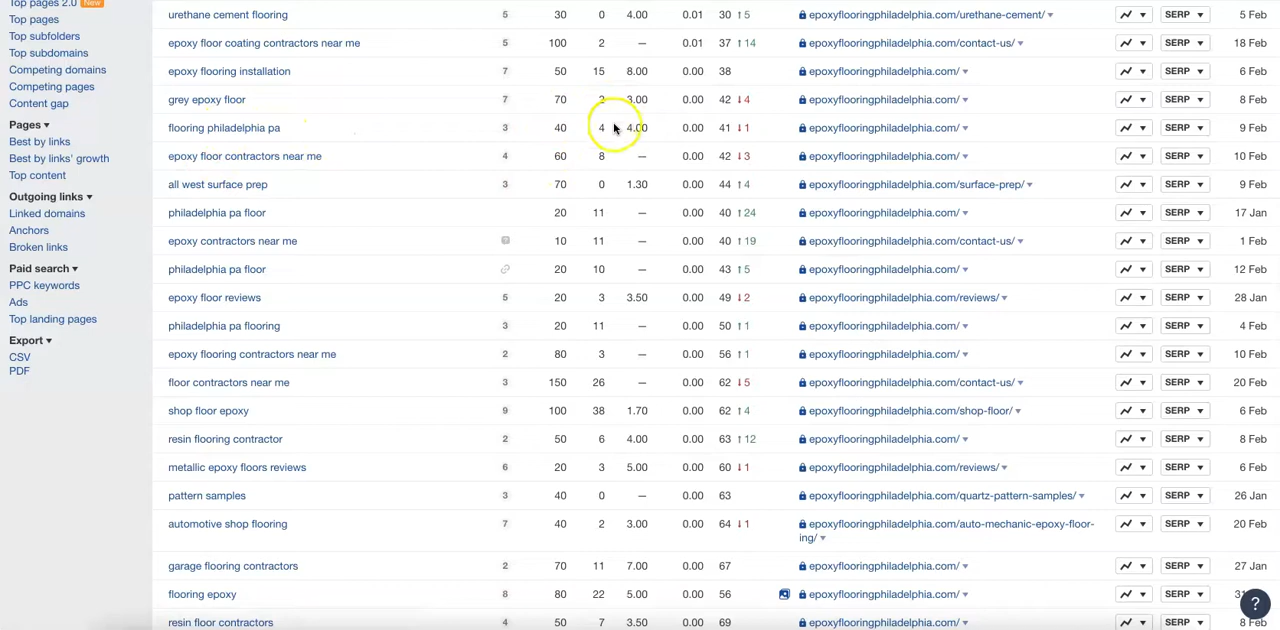 Top pages 2.0 New
Top pages
Top subfolders
Top subdomains
Competing domains
Competing pages
Content gap
Pages
Best by links
Best by links' growth
Top content
Outgoing links
Linked domains
Anchors
Broken links
Paid search
PPC keywords
Ads
Top landing pages
Export
CSV
PDF
urethane cement flooring 5 30 0 4.00 0.01 30 ↑5 epoxyflooringphiladelphia.com/urethane-cement/ SERP 5 Feb
epoxy floor coating contractors near me 5 100 2 — 0.01 37 ↑14 epoxyflooringphiladelphia.com/contact-us/ SERP 18 Feb
epoxy flooring installation 7 50 15 8.00 0.00 38 epoxyflooringphiladelphia.com/ SERP 6 Feb
grey epoxy floor 7 70 2 3.00 0.00 42 ↓4 epoxyflooringphiladelphia.com/ SERP 8 Feb
flooring philadelphia pa 3 40 4 4.00 0.00 41 ↓1 epoxyflooringphiladelphia.com/ SERP 9 Feb
epoxy floor contractors near me 4 60 8 — 0.00 42 ↓3 epoxyflooringphiladelphia.com/ SERP 10 Feb
all west surface prep 3 70 0 1.30 0.00 44 ↑4 epoxyflooringphiladelphia.com/surface-prep/ SERP 9 Feb
philadelphia pa floor 20 11 — 0.00 40 ↑24 epoxyflooringphiladelphia.com/ SERP 17 Jan
epoxy contractors near me 10 11 — 0.00 40 ↑19 epoxyflooringphiladelphia.com/contact-us/ SERP 1 Feb
philadelphia pa floor 20 10 — 0.00 43 ↑5 epoxyflooringphiladelphia.com/ SERP 12 Feb
epoxy floor reviews 5 20 3 3.50 0.00 49 ↓2 epoxyflooringphiladelphia.com/reviews/ SERP 28 Jan
philadelphia pa flooring 3 20 11 — 0.00 50 ↑1 epoxyflooringphiladelphia.com/ SERP 4 Feb
epoxy flooring contractors near me 2 80 3 — 0.00 56 ↑1 epoxyflooringphiladelphia.com/ SERP 10 Feb
floor contractors near me 3 150 26 — 0.00 62 ↓5 epoxyflooringphiladelphia.com/contact-us/ SERP 20 Feb
shop floor epoxy 9 100 38 1.70 0.00 62 ↑4 epoxyflooringphiladelphia.com/shop-floor/ SERP 6 Feb
resin flooring contractor 2 50 6 4.00 0.00 63 ↑12 epoxyflooringphiladelphia.com/ SERP 8 Feb
metallic epoxy floors reviews 6 20 3 5.00 0.00 60 ↓1 epoxyflooringphiladelphia.com/reviews/ SERP 6 Feb
pattern samples 3 40 0 — 0.00 63 epoxyflooringphiladelphia.com/quartz-pattern-samples/ SERP 26 Jan
automotive shop flooring 7 40 2 3.00 0.00 64 ↓1 epoxyflooringphiladelphia.com/auto-mechanic-epoxy-floor- SERP 20 Feb
ing/
garage flooring contractors 2 70 11 7.00 0.00 67 epoxyflooringphiladelphia.com/ SERP 27 Jan
flooring epoxy 8 80 22 5.00 0.00 56 epoxyflooringphiladelphia.com/ SERP
resin floor contractors 4 50 7 3.50 0.00 69 epoxyflooringphiladelphia.com/ SERP 8 Feb
?